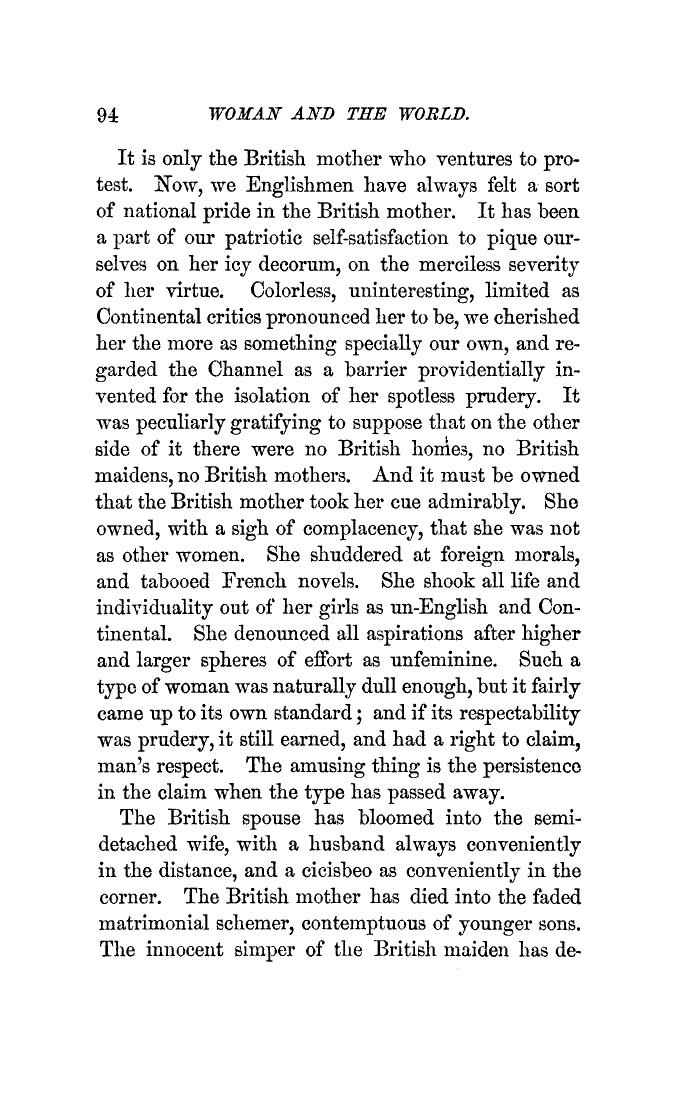 94 WOMAN AND THE WORLD.
It is only the British mother who ventures to pro-
test. Now, we Englishmen have always felt a sort
of national pride in the British mother. It has been
a part of our patriotic self-satisfaction to pique our-
selves on her icy decorum, on the merciless severity
of her virtue. Colorless, uninteresting, limited as
Continental critics pronounced her to be, we cherished
her the more as something specially our own, and re-
garded the Channel as a barrier providentially in-
vented for the isolation of her spotless prudery. It
was peculiarly gratifying to suppose that on the other
side of it there were no British homes, no British
maidens, no British mothers. And it must be owned
that the British mother took her cue admirably. She
owned, with a sigh of complacency, that she was not
as other women. She shuddered at foreign morals,
and tabooed French novels. She shook all life and
individuality out of her girls as un-English and Con-
tinental. She denounced all aspirations after higher
and larger spheres of effort as unfeminine. Such a
type of woman was naturally dull enough, but it fairly
came up to its own standard; and if its respectability
was prudery, it still earned, and had a right to claim,
man's respect. The amusing thing is the persistence
in the claim when the type has passed away.
The British spouse has bloomed into the semi-
detached wife, with a husband always conveniently
in the distance, and a cicisbeo as conveniently in the
corner. The British mother has died into the faded
matrimonial schemer, contemptuous of younger sons.
The innocent simper of the British maiden has de-